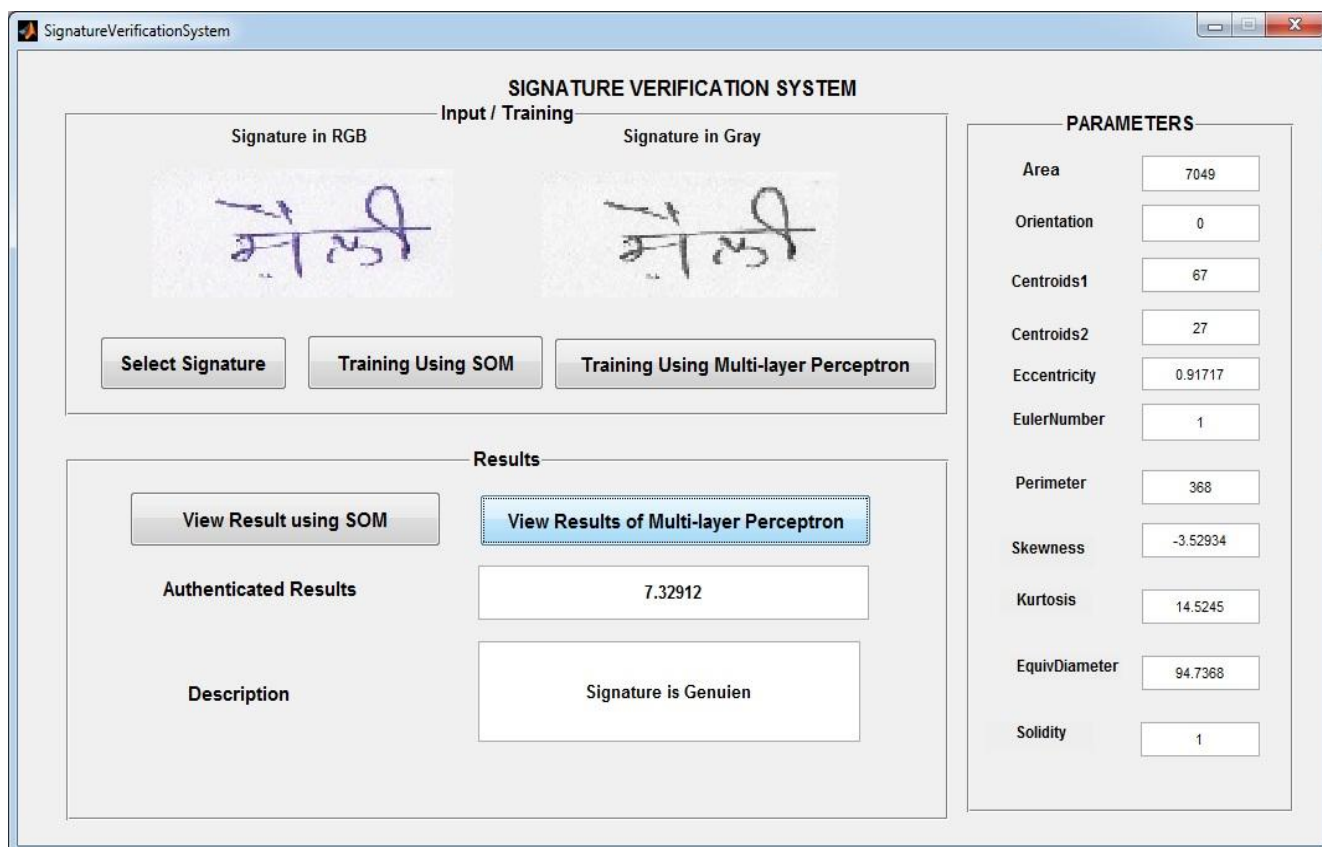 SignatureVerificationSystem
SIGNATURE VERIFICATION SYSTEM
Input / Training
Signature in RGB
Signature in Gray
Select Signature
Training Using SOM
Training Using Multi-layer Perceptron
Results
View Result using SOM
View Results of Multi-layer Perceptron
Authenticated Results
7.32912
Description
Signature is Genuien
PARAMETERS
Area 7049
Orientation 0
Centroids1 67
Centroids2 27
Eccentricity 0.91717
EulerNumber 1
Perimeter 368
Skewness -3.52934
Kurtosis 14.5245
EquivDiameter 94.7368
Solidity 1